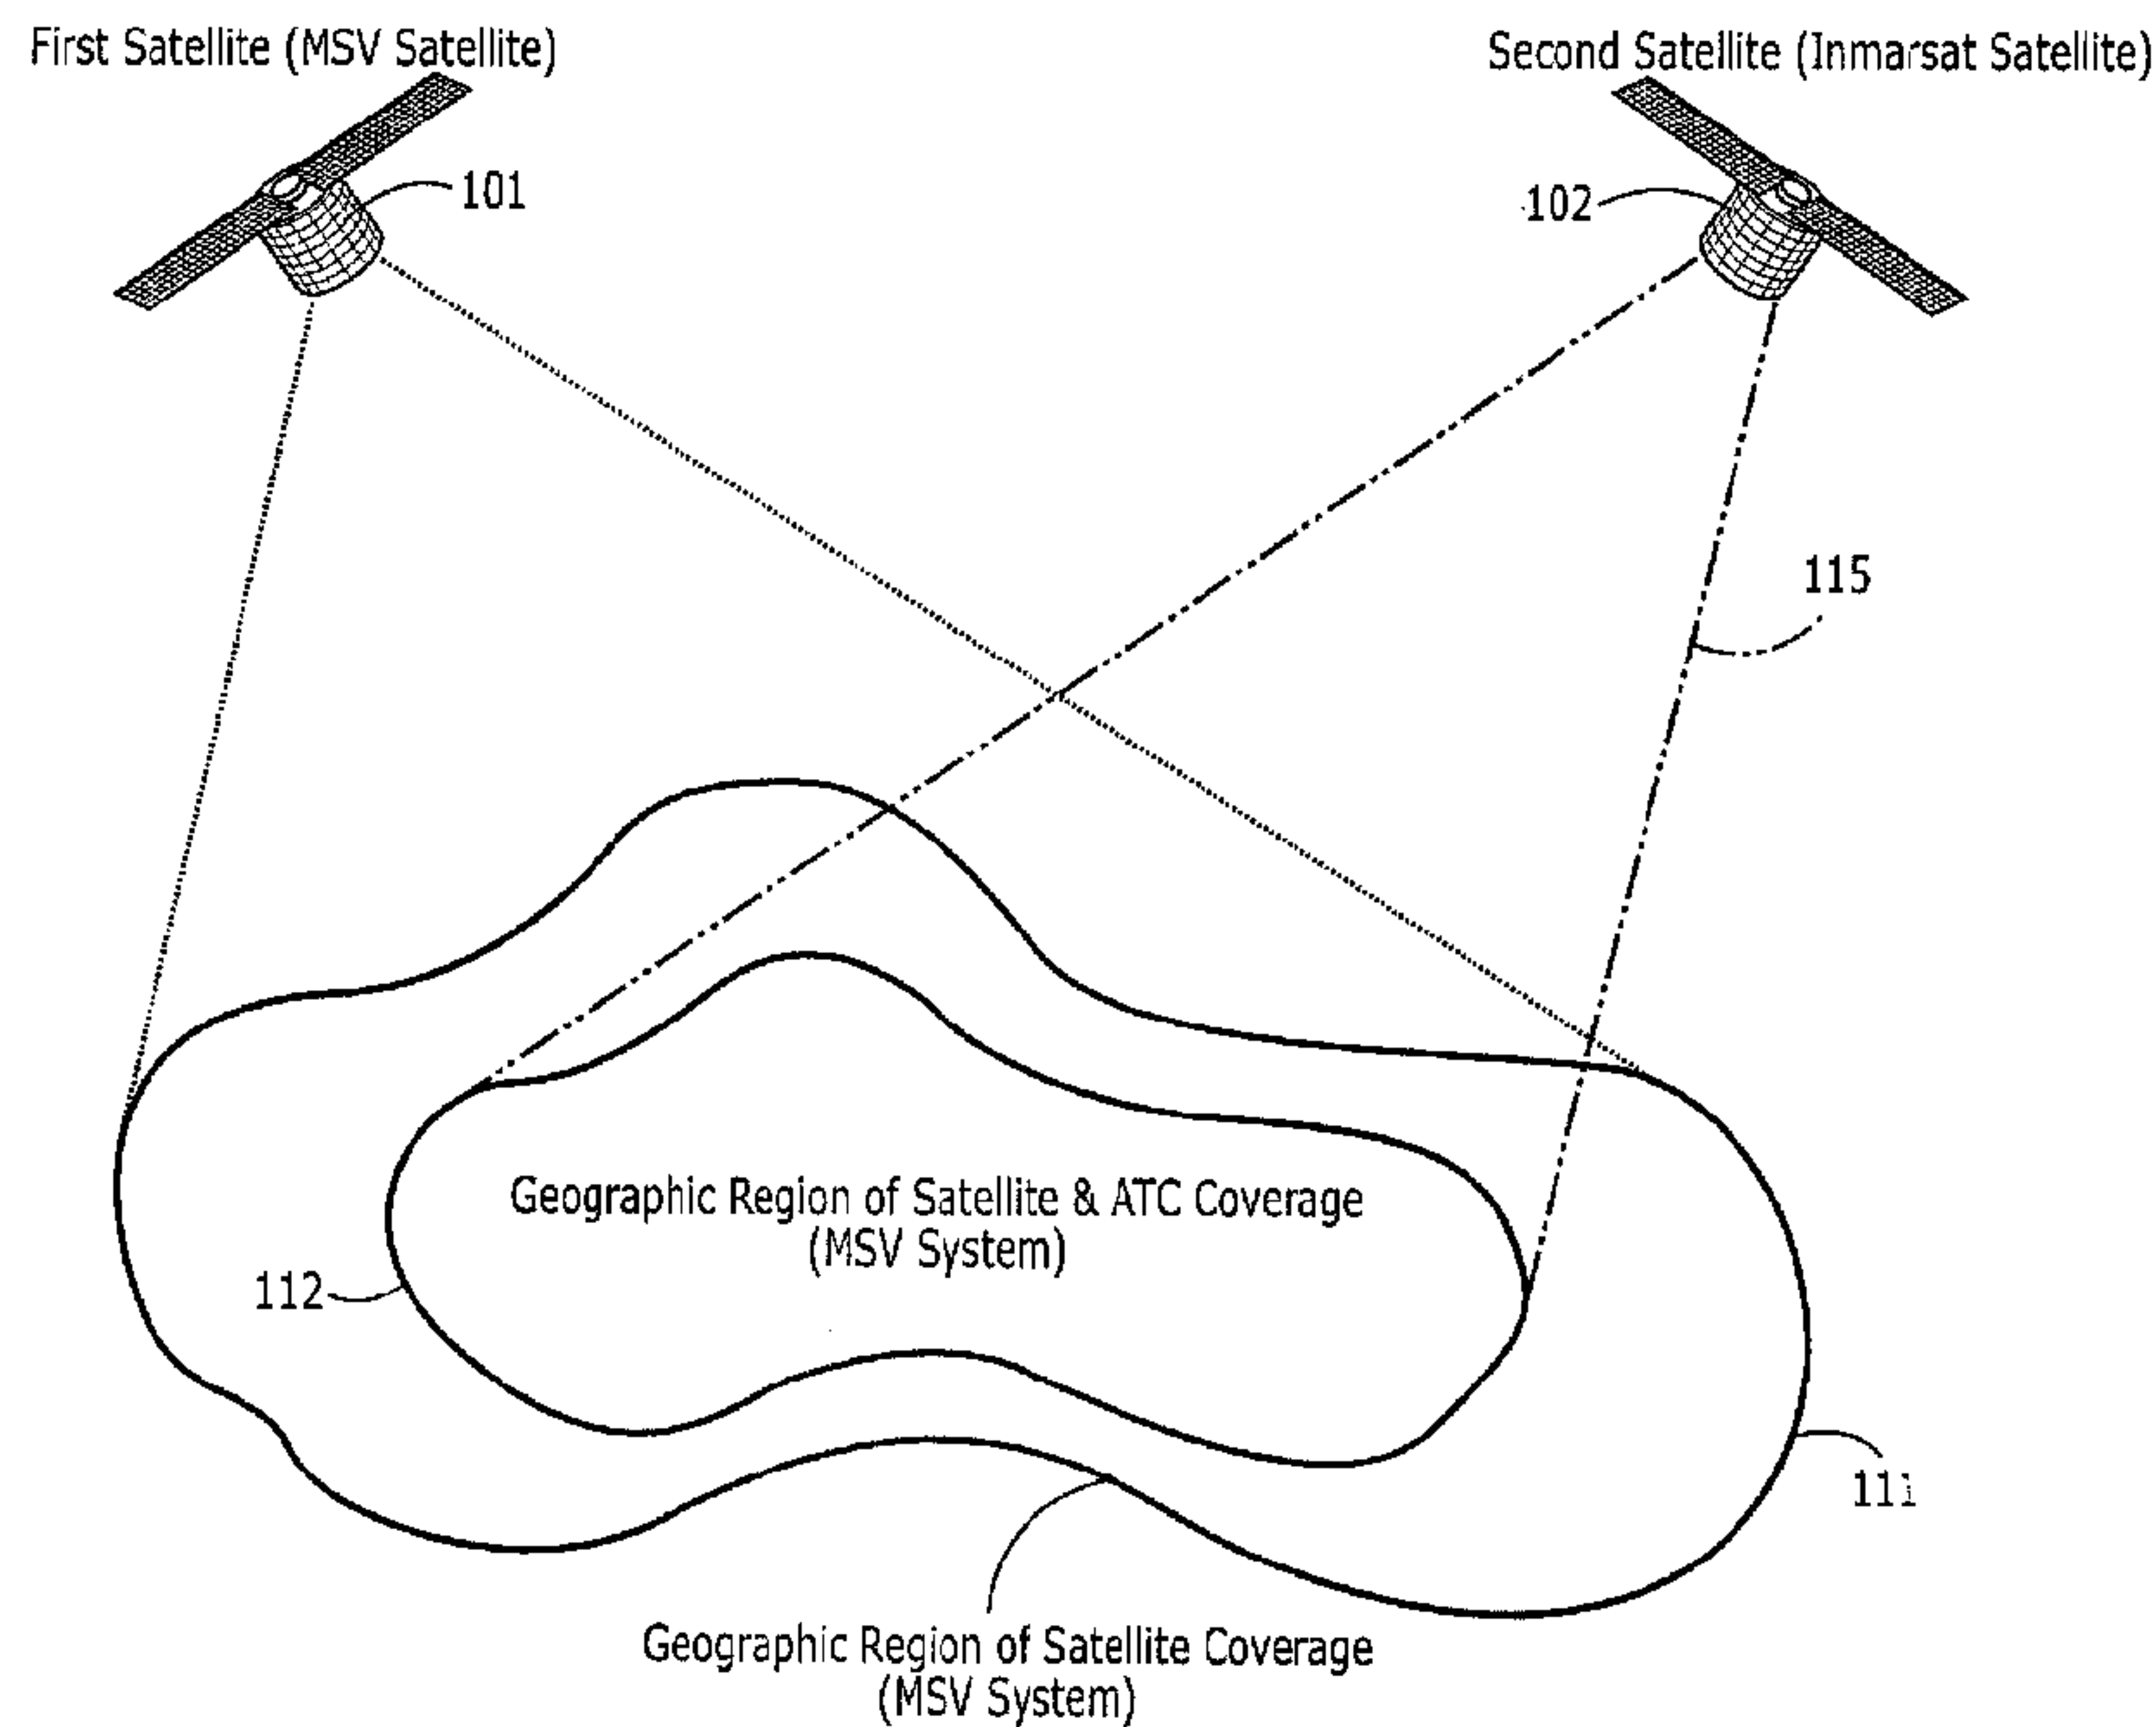 First Satellite (MSV Satellite)
Second Satellite (Inmarsat Satellite)
101
102
115
Geographic Region of Satellite & ATC Coverage
(MSV System)
112
111
Geographic Region of Satellite Coverage
(MSV System)